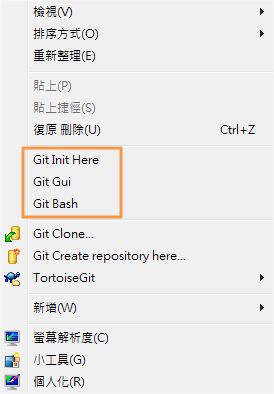 檢視(V)
排序方式(O)
重新整理(E)
貼上(P)
貼上捷徑(S)
復原 刪除(U) Ctrl+Z
Git Init Here
Git Gui
Git Bash
Git Clone...
Git Create repository here...
TortoiseGit
新增(W)
螢幕解析度(C)
小工具(G)
個人化(R)